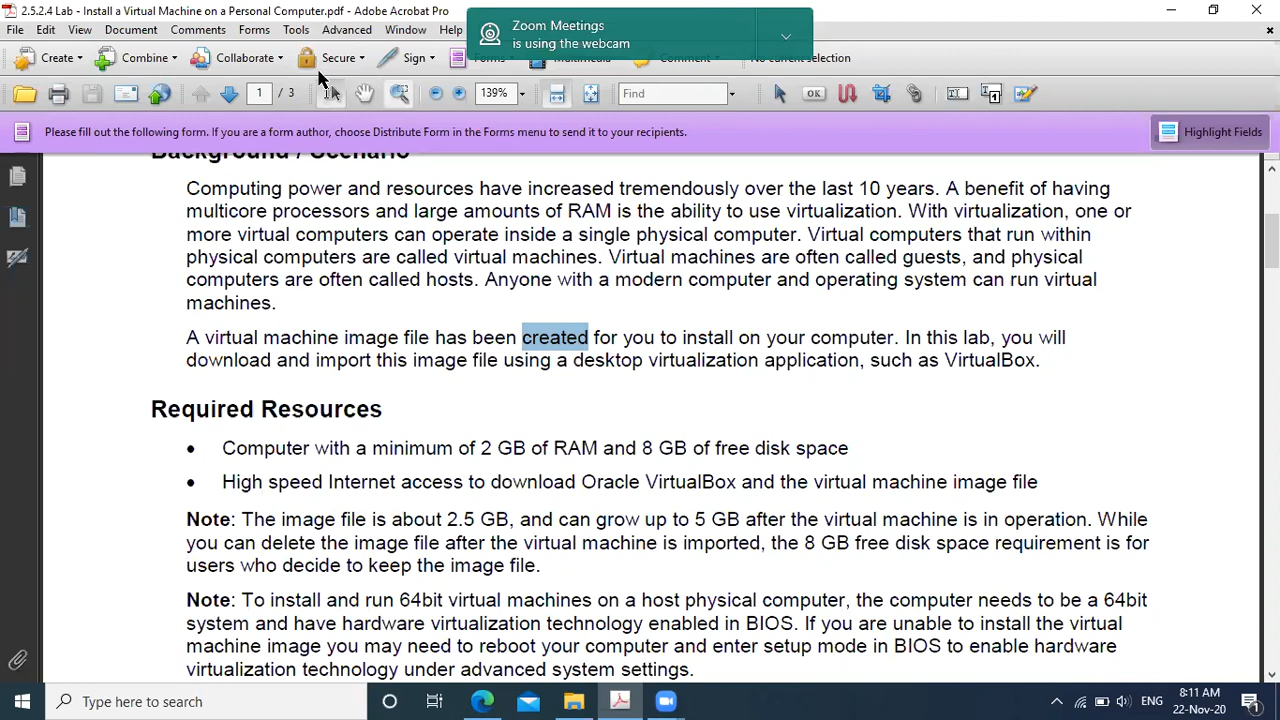 2.5.2.4 Lab - Install a Virtual Machine on a Personal Computer.pdf - Adobe Acrobat Pro
Zoom Meetings
is using the webcam
File Edit View Document Comments Forms Tools Advanced Window Help
Create Combine Collaborate Secure Sign Forms Multimedia Comment No current selection
1 / 3 139% Find
Please fill out the following form. If you are a form author, choose Distribute Form in the Forms menu to send it to your recipients.
Highlight Fields
Background / Scenario
Computing power and resources have increased tremendously over the last 10 years. A benefit of having
multicore processors and large amounts of RAM is the ability to use virtualization. With virtualization, one or
more virtual computers can operate inside a single physical computer. Virtual computers that run within
physical computers are called virtual machines. Virtual machines are often called guests, and physical
computers are often called hosts. Anyone with a modern computer and operating system can run virtual
machines.
A virtual machine image file has been created for you to install on your computer. In this lab, you will
download and import this image file using a desktop virtualization application, such as VirtualBox.
Required Resources
• Computer with a minimum of 2 GB of RAM and 8 GB of free disk space
• High speed Internet access to download Oracle VirtualBox and the virtual machine image file
Note: The image file is about 2.5 GB, and can grow up to 5 GB after the virtual machine is in operation. While
you can delete the image file after the virtual machine is imported, the 8 GB free disk space requirement is for
users who decide to keep the image file.
Note: To install and run 64bit virtual machines on a host physical computer, the computer needs to be a 64bit
system and have hardware virtualization technology enabled in BIOS. If you are unable to install the virtual
machine image you may need to reboot your computer and enter setup mode in BIOS to enable hardware
virtualization technology under advanced system settings.
Type here to search
ENG
8:11 AM
22-Nov-20